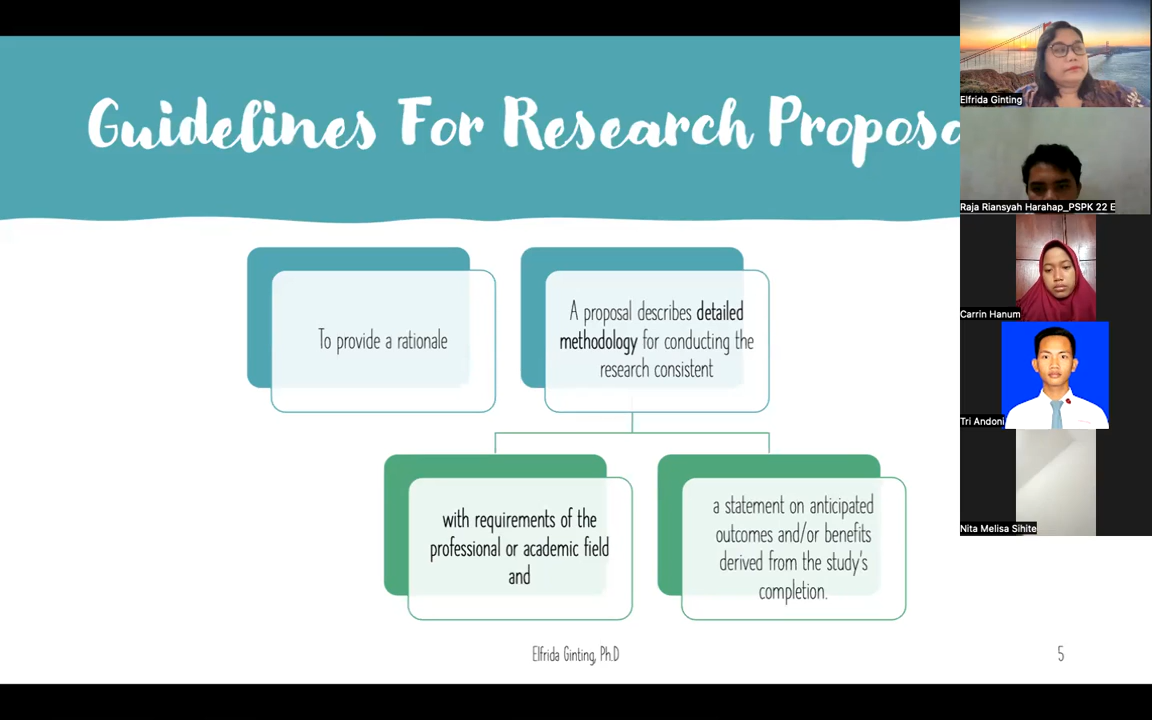 Guidelines For Research Propos
To provide a rationale
A proposal describes detailed
methodology for conducting the
research consistent
with requirements of the
professional or academic field
and
a statement on anticipated
outcomes and/or benefits
derived from the study's
completion.
Elfrida Ginting, Ph.D
5
Elfrida Ginting
Raja Riansyah Harahap_PSPK 22 E
Carrin Hanum
Tri Andoni
Nita Melisa Sihite